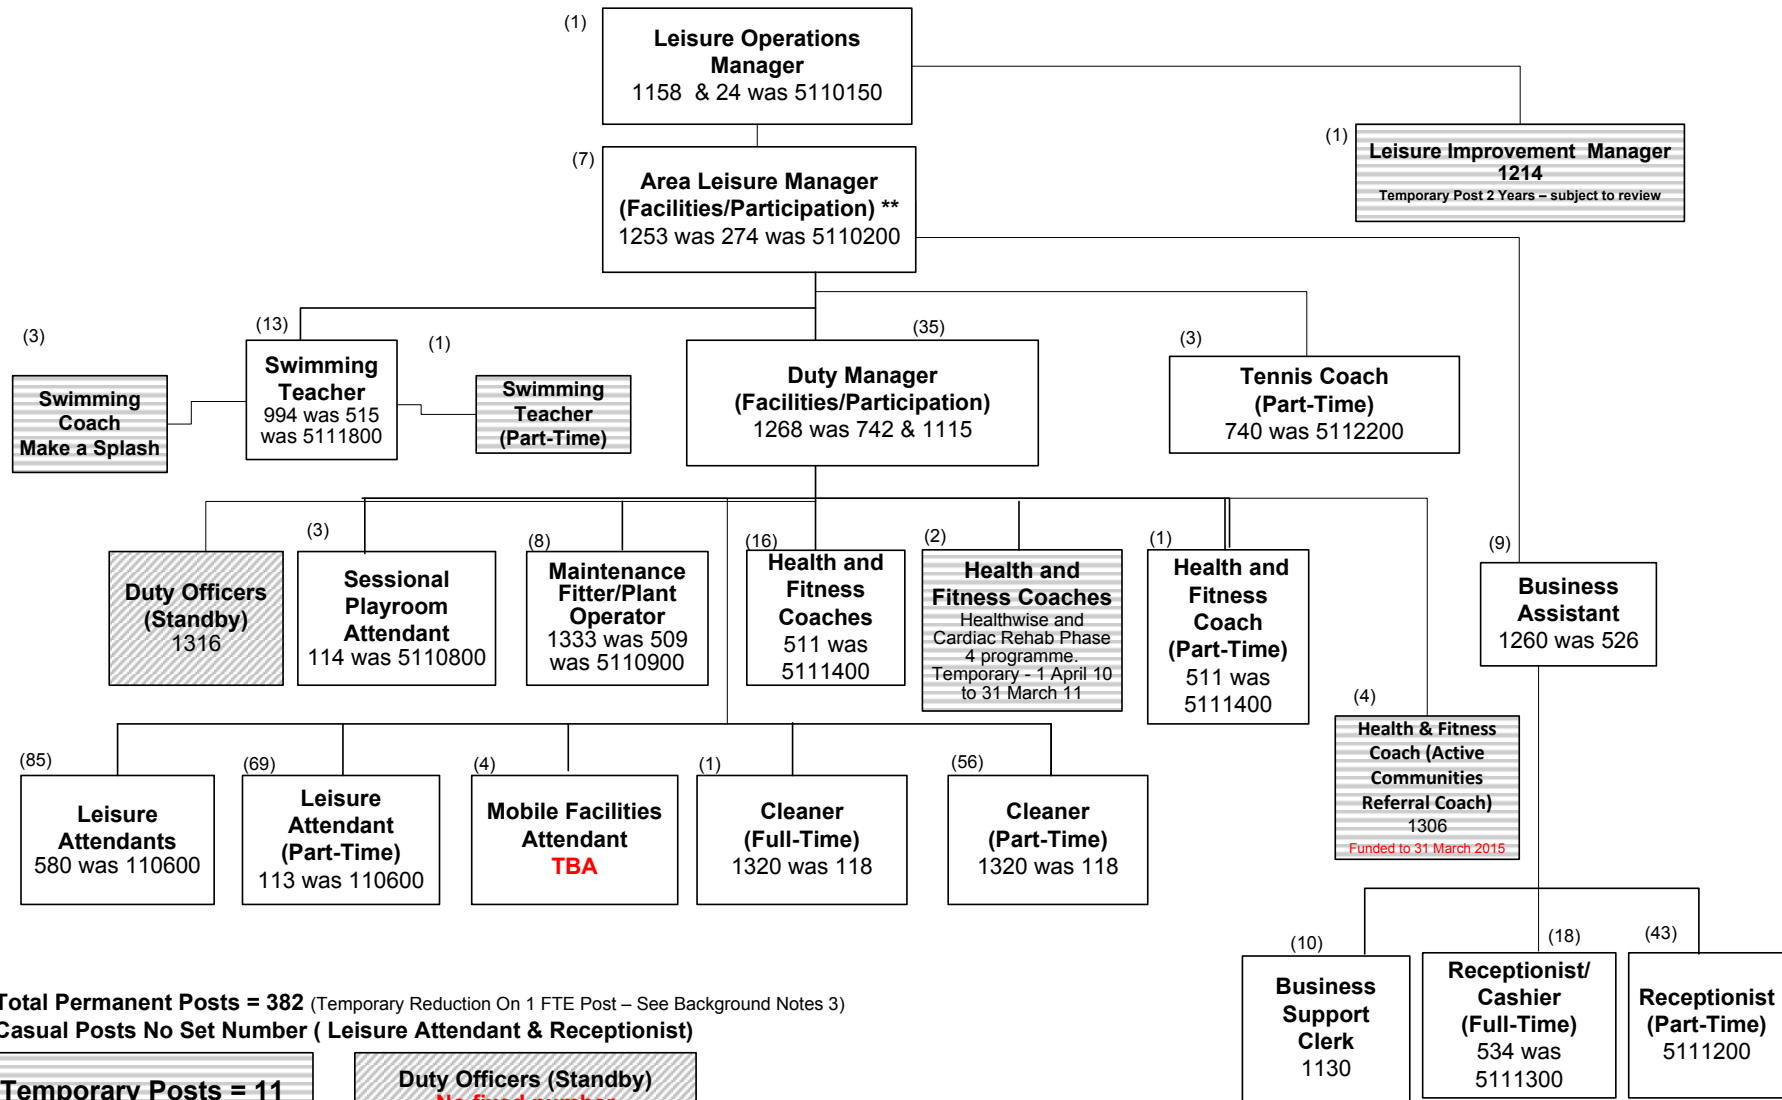 (1)
Leisure Operations
Manager
1158 & 24 was 5110150
(1)
Leisure Improvement Manager
1214
Temporary Post 2 Years – subject to review
(7)
Area Leisure Manager
(Facilities/Participation) **
1253 was 274 was 5110200
(3)
Swimming
Coach
Make a Splash
(13)
Swimming
Teacher
994 was 515
was 5111800
(1)
Swimming
Teacher
(Part-Time)
(35)
Duty Manager
(Facilities/Participation)
1268 was 742 & 1115
(3)
Tennis Coach
(Part-Time)
740 was 5112200
Duty Officers
(Standby)
1316
(3)
Sessional
Playroom
Attendant
114 was 5110800
(8)
Maintenance
Fitter/Plant
Operator
1333 was 509
was 5110900
(16)
Health and
Fitness
Coaches
511 was
5111400
(2)
Health and
Fitness Coaches
Healthwise and
Cardiac Rehab Phase
4 programme.
Temporary - 1 April 10
to 31 March 11
(1)
Health and
Fitness
Coach
(Part-Time)
511 was
5111400
(9)
Business
Assistant
1260 was 526
(4)
Health & Fitness
Coach (Active
Communities
Referral Coach)
1306
Funded to 31 March 2015
(85)
Leisure
Attendants
580 was 110600
(69)
Leisure
Attendant
(Part-Time)
113 was 110600
(4)
Mobile Facilities
Attendant
TBA
(1)
Cleaner
(Full-Time)
1320 was 118
(56)
Cleaner
(Part-Time)
1320 was 118
(10)
Business
Support
Clerk
1130
(18)
Receptionist/
Cashier
(Full-Time)
534 was
5111300
(43)
Receptionist
(Part-Time)
5111200
Total Permanent Posts = 382 (Temporary Reduction On 1 FTE Post – See Background Notes 3)
Casual Posts No Set Number ( Leisure Attendant & Receptionist)
Temporary Posts = 11
Duty Officers (Standby)
No fixed number